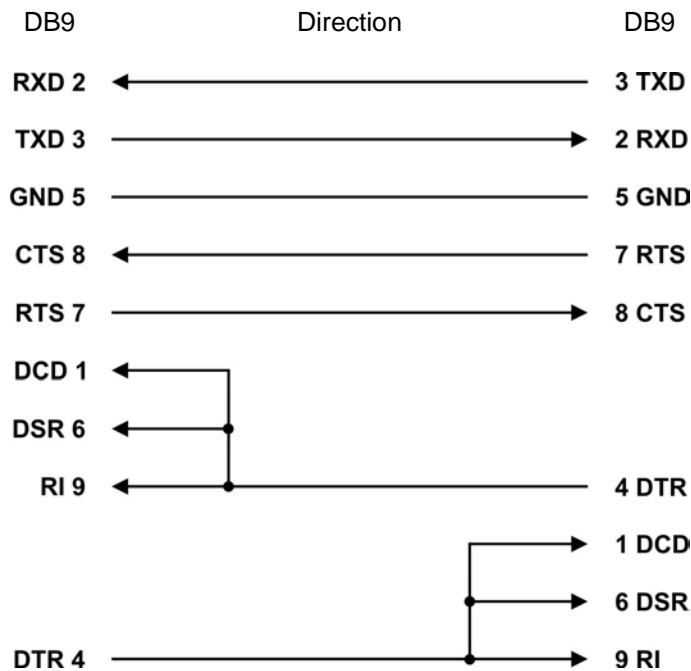 DB9 Direction DB9
RXD 2 3 TXD
TXD 3 2 RXD
GND 5 5 GND
CTS 8 7 RTS
RTS 7 8 CTS
DCD 1
DSR 6
RI 9 4 DTR
1 DCD
6 DSR
DTR 4 9 RI